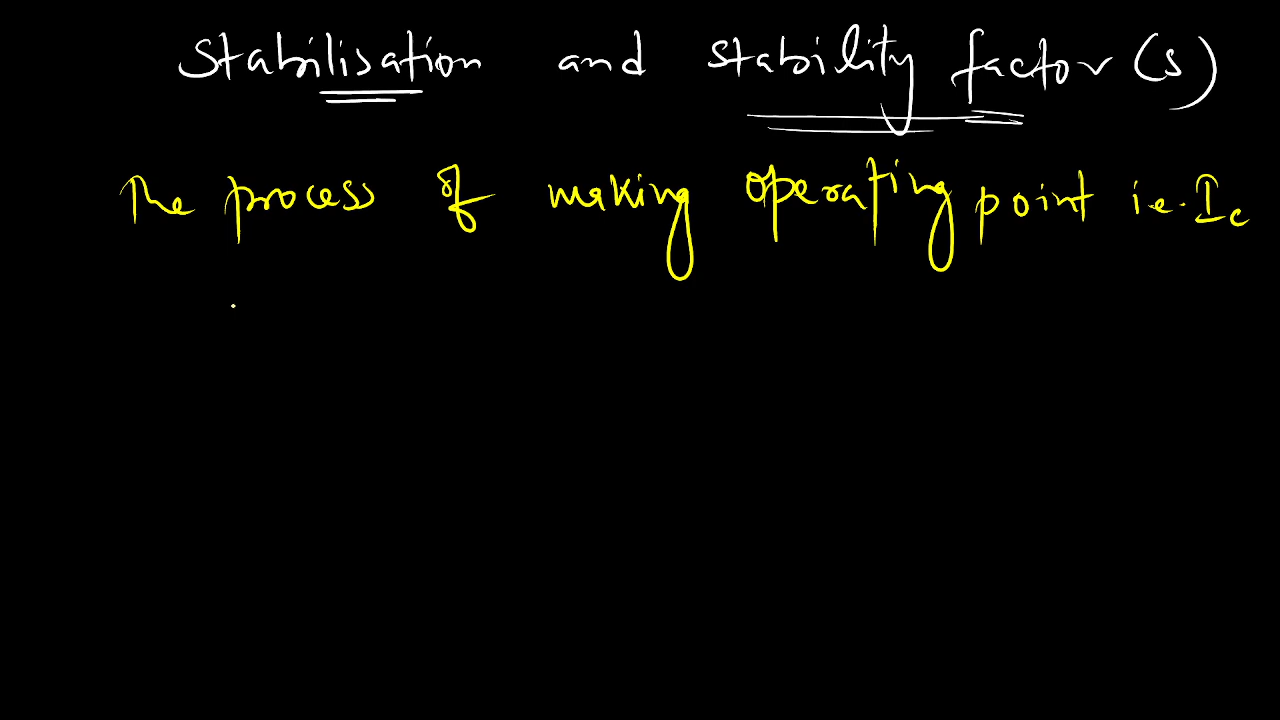 Stabilisation and stability factor (s)
The process of making operating point i.e. Ic